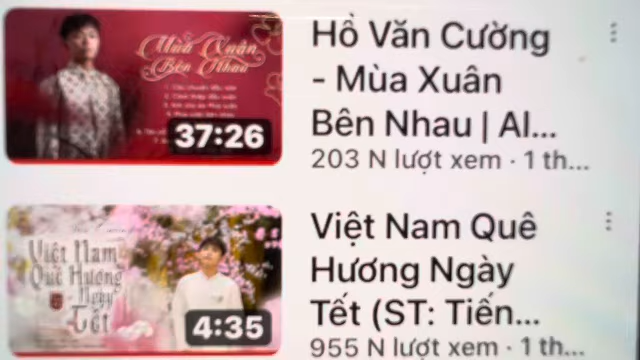 Mùa Xuân
Bên Nhau
37:26
Hồ Văn Cường
- Mùa Xuân
Bên Nhau | Al...
203 N lượt xem · 1 th...
Việt Nam
Quê Hương
Ngày
Tết
4:35
Việt Nam Quê
Hương Ngày
Tết (ST: Tiến...
955 N lượt xem · 1 th...